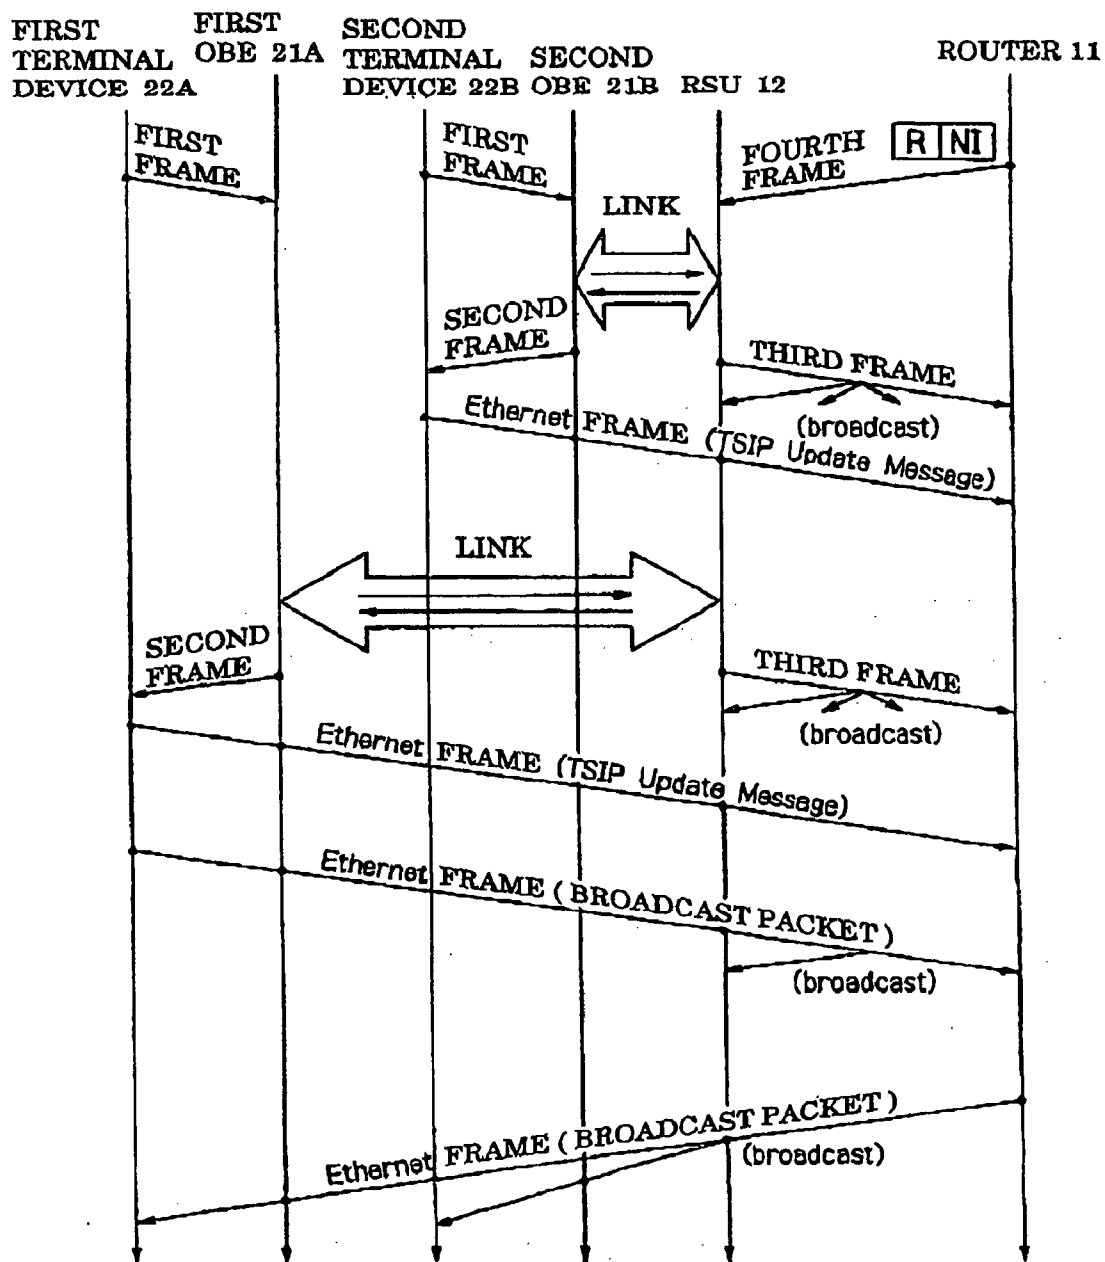 FIRST
TERMINAL
DEVICE 22A
FIRST
OBE 21A
SECOND
TERMINAL
DEVICE 22B
SECOND
OBE 21B
RSU 12
ROUTER 11
FIRST
FRAME
FIRST
FRAME
FOURTH
FRAME
R NI
LINK
SECOND
FRAME
THIRD FRAME
(broadcast)
Ethernet FRAME (TSIP Update Message)
LINK
SECOND
FRAME
THIRD FRAME
(broadcast)
Ethernet FRAME (TSIP Update Message)
Ethernet FRAME ( BROADCAST PACKET )
(broadcast)
Ethernet FRAME ( BROADCAST PACKET )
(broadcast)